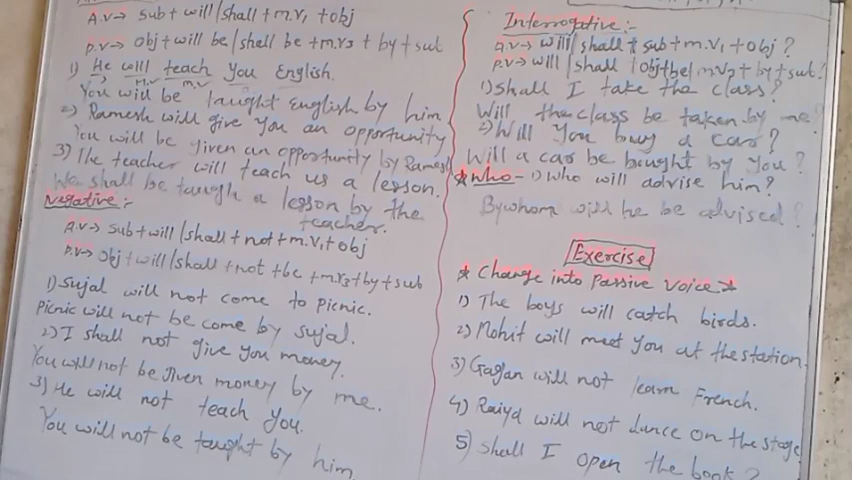 A.V→ sub + will/shall + m.v1 + obj
P.V→ obj + will be/shall be + m.v3 + by + sub
1) He will teach You English.
m.v m.v
You will be taught English by him.
2) Ramesh will give you an opportunity
You will be given an opportunity by Ramesh
3) The teacher will teach us a lesson.
We shall be taugh a lesson by the
teacher.
Negative:-
A.V→ sub + will/shall + not + m.v1 + obj
P.V→ obj + will/shall + not + be + m.v3 + by + sub
1) Sujal will not come to picnic.
Picnic will not be come by sujal.
2) I shall not give you money.
You will not be given money by me.
3) He will not teach you.
You will not be taught by him
Interrogative:-
A.V→ will/shall + sub + m.v1 + obj?
P.V→ will/shall + obj + be/m.v3 + by + sub?
1) Shall I take the class?
Will the class be taken by me?
2) Will You buy a car?
Will a car be bought by you?
* Who - 1) Who will advise him?
By whom will he be advised?
Exercise
* Change into Passive Voice *
1) The boys will catch birds.
2) Mohit will meet you at the station.
3) Gagan will not learn French.
4) Raiya will not dance on the stage
5) Shall I open the book?